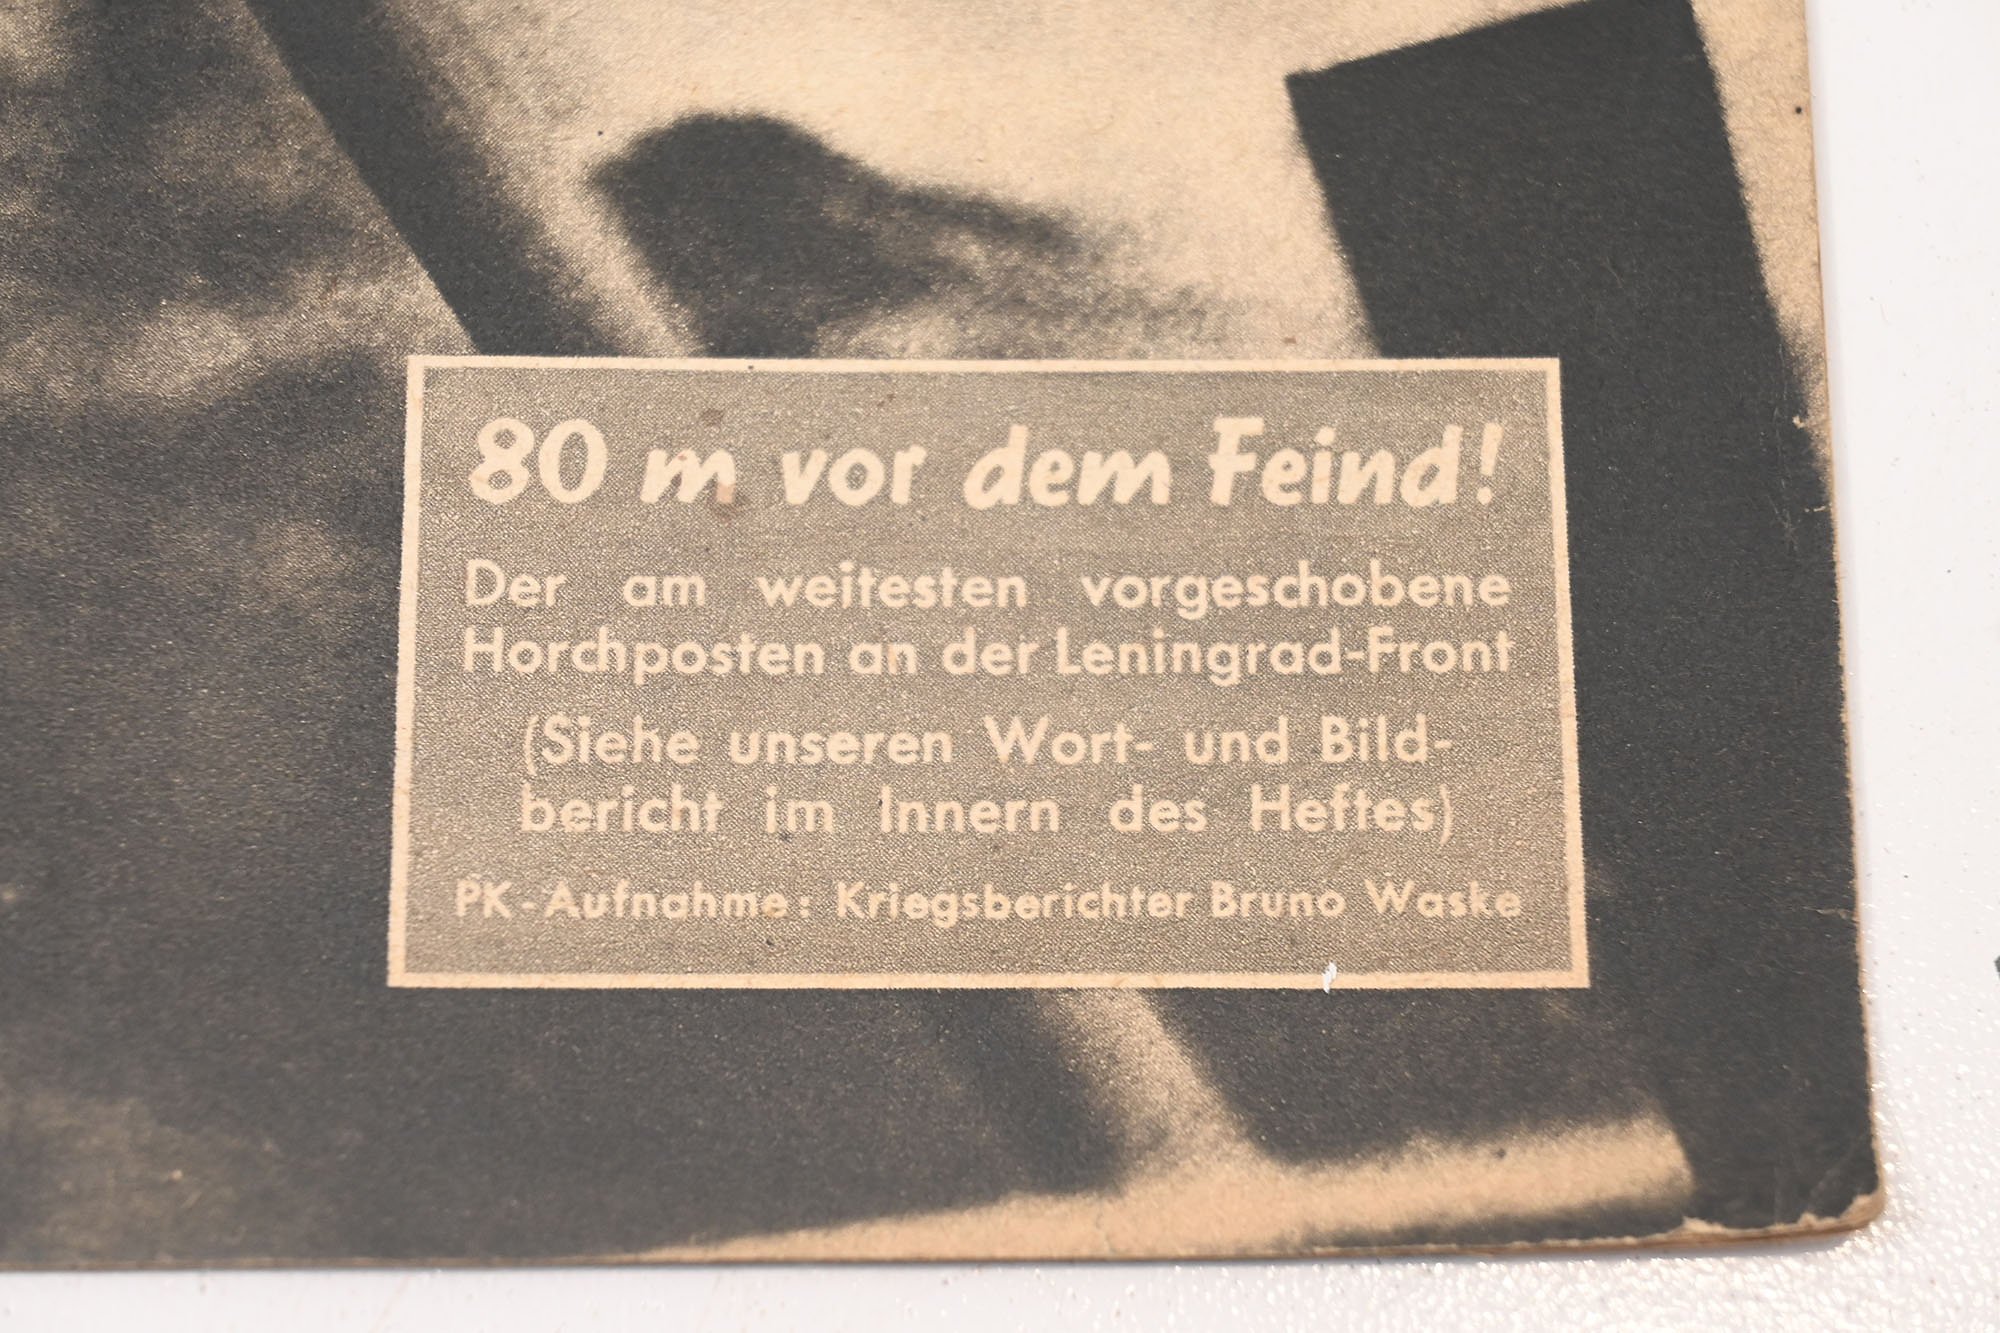 80 m vor dem Feind!
Der am weitesten vorgeschobene
Horchposten an der Leningrad-Front
(Siehe unseren Wort- und Bild-
bericht im Innern des Heftes)
PK-Aufnahme: Kriegsberichter Bruno Waske